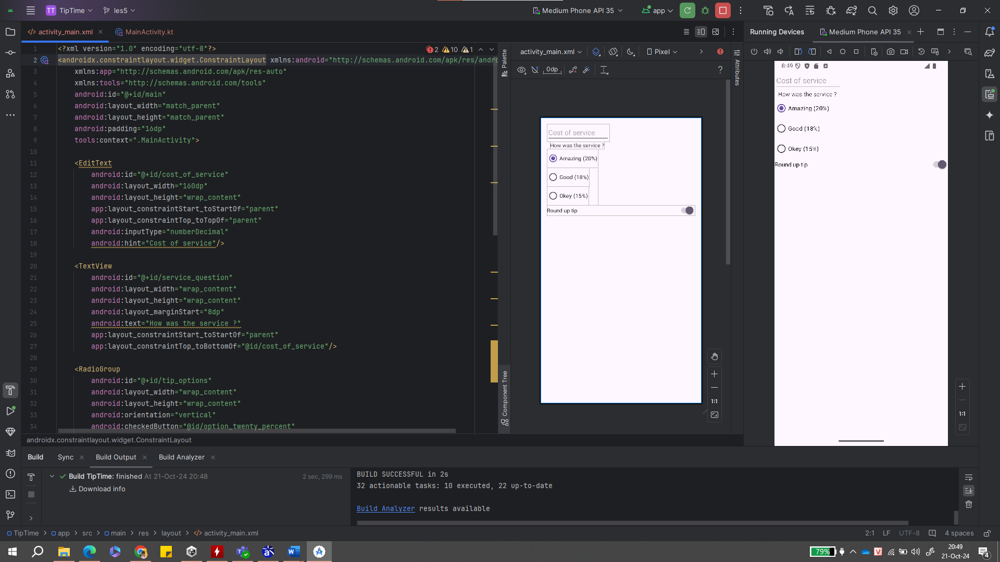 TT TipTime les5 Medium Phone API 35 app
activity_main.xml MainActivity.kt
Running Devices Medium Phone API 35
1 <?xml version="1.0" encoding="utf-8"?>
2 10 1
2 <androidx.constraintlayout.widget.ConstraintLayout xmlns:android="http://schemas.android.com/apk/res/andro
3 xmlns:app="http://schemas.android.com/apk/res-auto"
4 xmlns:tools="http://schemas.android.com/tools"
5 android:id="@+id/main"
6 android:layout_width="match_parent"
7 android:layout_height="match_parent"
8 android:padding="16dp"
9 tools:context=".MainActivity">
10
11 <EditText
12 android:id="@+id/cost_of_service"
13 android:layout_width="160dp"
14 android:layout_height="wrap_content"
15 app:layout_constraintStart_toStartOf="parent"
16 app:layout_constraintTop_toTopOf="parent"
17 android:inputType="numberDecimal"
18 android:hint="Cost of service"/>
19
20 <TextView
21 android:id="@+id/service_question"
22 android:layout_width="wrap_content"
23 android:layout_height="wrap_content"
24 android:layout_marginStart="8dp"
25 android:text="How was the service ?"
26 app:layout_constraintStart_toStartOf="parent"
27 app:layout_constraintTop_toBottomOf="@id/cost_of_service"/>
28
29 <RadioGroup
30 android:id="@+id/tip_options"
31 android:layout_width="wrap_content"
32 android:layout_height="wrap_content"
33 android:orientation="vertical"
34 android:checkedButton="@id/option_twenty_percent"
androidx.constraintlayout.widget.ConstraintLayout
Palette
Component Tree
activity_main.xml Pixel
0dp ?
Attributes
Cost of service
How was the service ?
Amazing (20%)
Good (18%)
Okey (15%)
Round up tip
1:1
8:49
Cost of service
How was the service ?
Amazing (20%)
Good (18%)
Okey (15%)
Round up tip
1:1
Build Sync Build Output Build Analyzer
Build TipTime: finished At 21-Oct-24 20:48 2 sec, 299 ms
Download info
BUILD SUCCESSFUL in 2s
32 actionable tasks: 10 executed, 22 up-to-date
Build Analyzer results available
TipTime > app > src > main > res > layout > activity_main.xml
2:1 LF UTF-8 4 spaces
79%
20:49
21-Oct-24
4